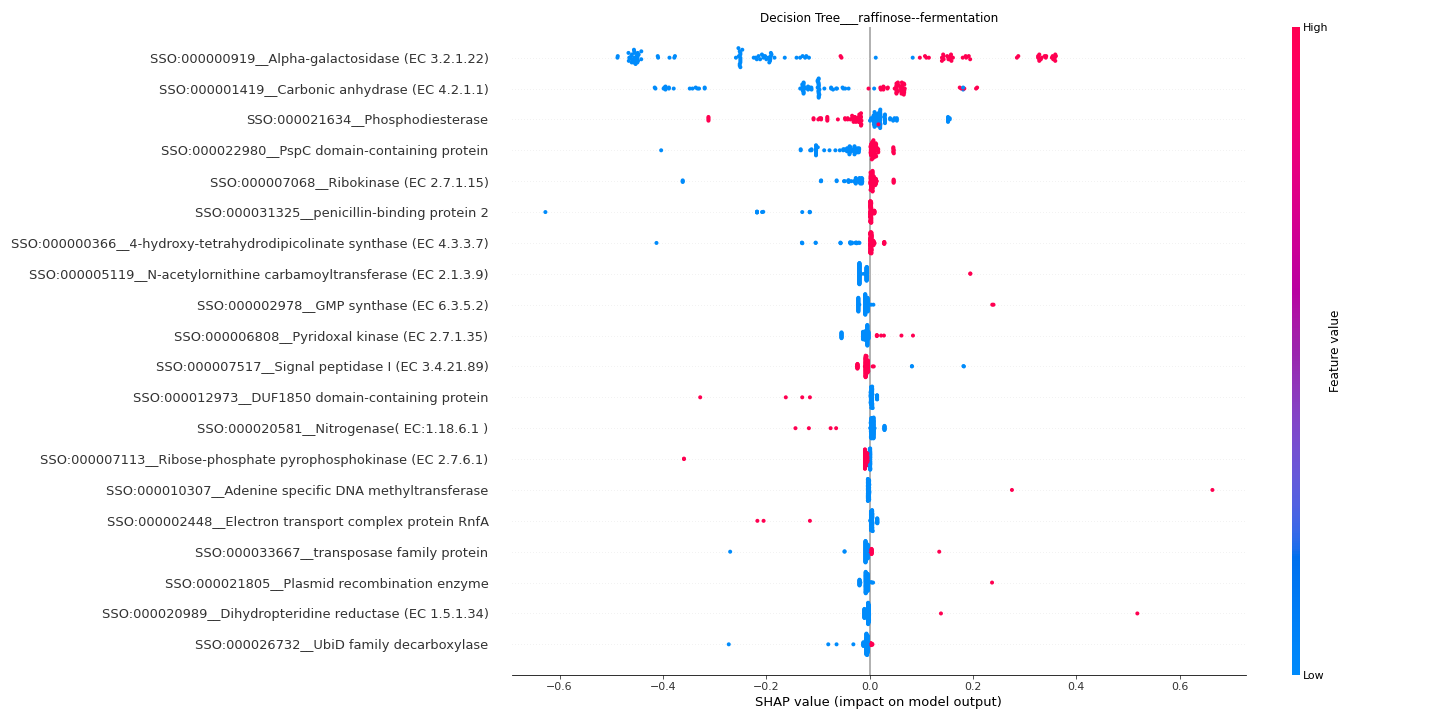 Decision Tree___raffinose--fermentation
SSO:000000919__Alpha-galactosidase (EC 3.2.1.22)
SSO:000001419__Carbonic anhydrase (EC 4.2.1.1)
SSO:000021634__Phosphodiesterase
SSO:000022980__PspC domain-containing protein
SSO:000007068__Ribokinase (EC 2.7.1.15)
SSO:000031325__penicillin-binding protein 2
SSO:000000366__4-hydroxy-tetrahydrodipicolinate synthase (EC 4.3.3.7)
SSO:000005119__N-acetylornithine carbamoyltransferase (EC 2.1.3.9)
SSO:000002978__GMP synthase (EC 6.3.5.2)
SSO:000006808__Pyridoxal kinase (EC 2.7.1.35)
SSO:000007517__Signal peptidase I (EC 3.4.21.89)
SSO:000012973__DUF1850 domain-containing protein
SSO:000020581__Nitrogenase( EC:1.18.6.1 )
SSO:000007113__Ribose-phosphate pyrophosphokinase (EC 2.7.6.1)
SSO:000010307__Adenine specific DNA methyltransferase
SSO:000002448__Electron transport complex protein RnfA
SSO:000033667__transposase family protein
SSO:000021805__Plasmid recombination enzyme
SSO:000020989__Dihydropteridine reductase (EC 1.5.1.34)
SSO:000026732__UbiD family decarboxylase
−0.6 −0.4 −0.2 0.0 0.2 0.4 0.6
SHAP value (impact on model output)
High
Feature value
Low